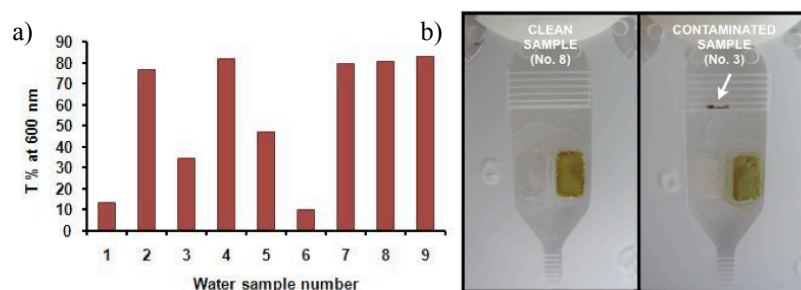 a)
T % at 600 nm
90
80
70
60
50
40
30
20
10
0
1 2 3 4 5 6 7 8 9
Water sample number
b)
CLEAN
SAMPLE
(No. 8)
CONTAMINATED
SAMPLE
(No. 3)